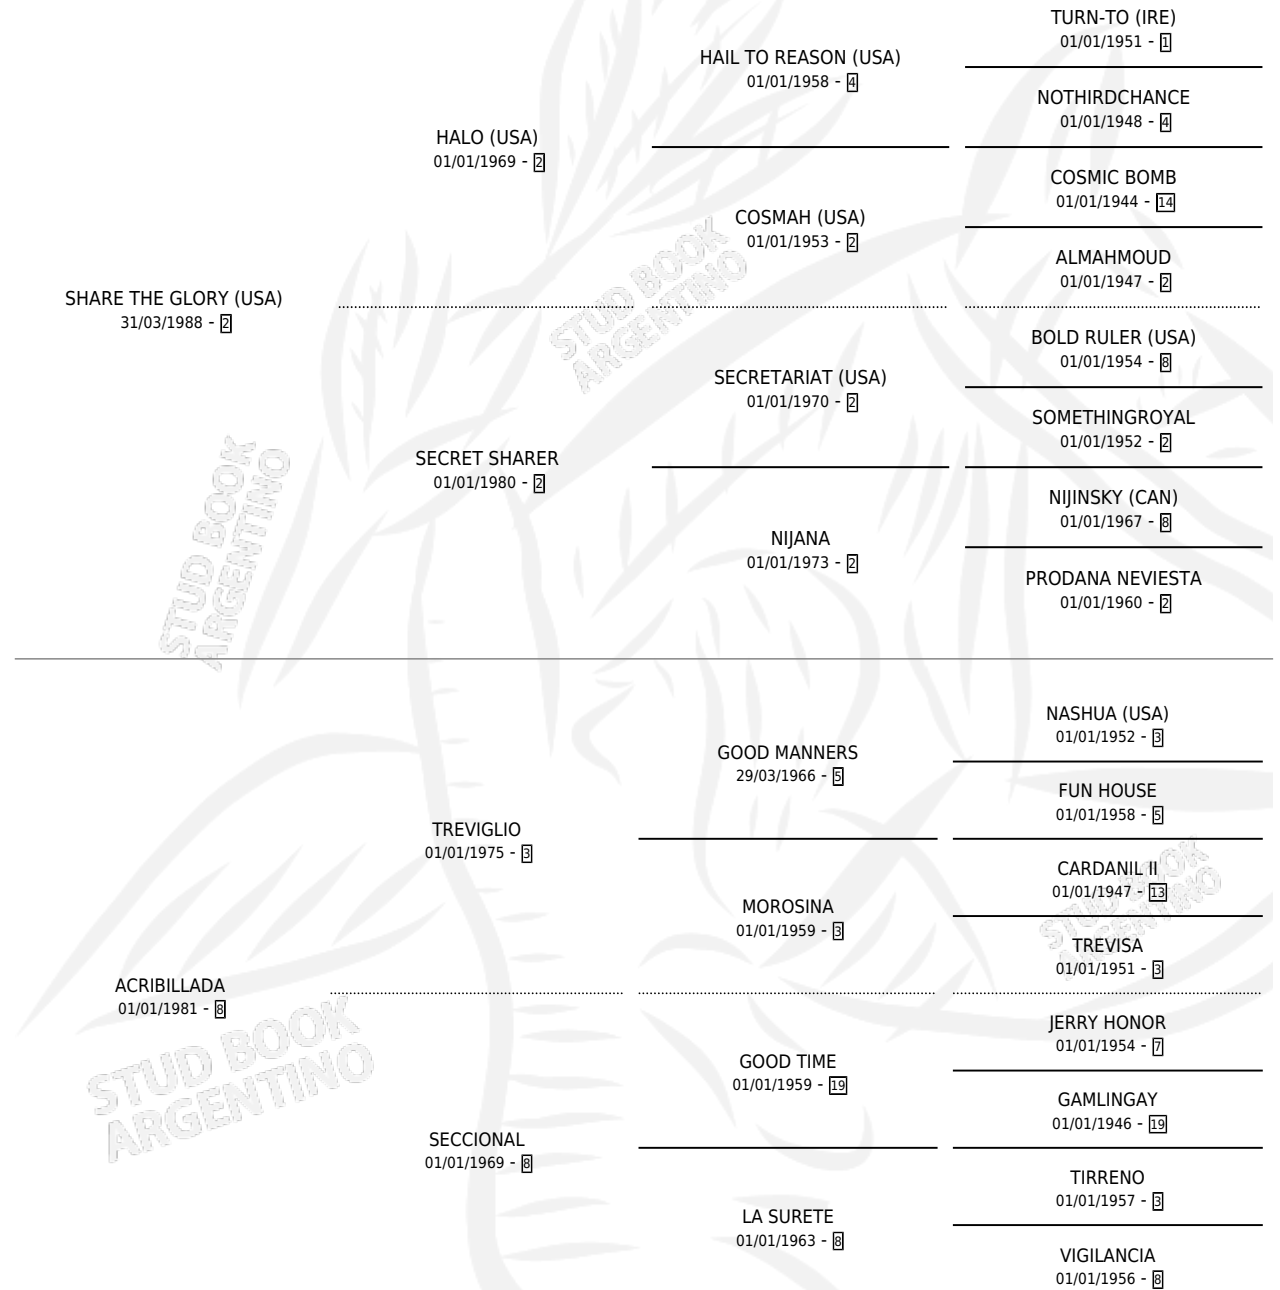 TURN-TO (IRE)
01/01/1951 - 1
HAIL TO REASON (USA)
01/01/1958 - 4
NOTHIRDCHANCE
01/01/1948 - 4
HALO (USA)
01/01/1969 - 2
COSMIC BOMB
01/01/1944 - 14
COSMAH (USA)
01/01/1953 - 2
ALMAHMOUD
01/01/1947 - 2
SHARE THE GLORY (USA)
31/03/1988 - 2
BOLD RULER (USA)
01/01/1954 - 8
SECRETARIAT (USA)
01/01/1970 - 2
SOMETHINGROYAL
01/01/1952 - 2
SECRET SHARER
01/01/1980 - 2
NIJINSKY (CAN)
01/01/1967 - 8
NIJANA
01/01/1973 - 2
PRODANA NEVIESTA
01/01/1960 - 2
NASHUA (USA)
01/01/1952 - 3
GOOD MANNERS
29/03/1966 - 5
FUN HOUSE
01/01/1958 - 5
TREVIGLIO
01/01/1975 - 3
CARDANIL II
01/01/1947 - 13
MOROSINA
01/01/1959 - 3
TREVISA
01/01/1951 - 3
ACRIBILLADA
01/01/1981 - 8
JERRY HONOR
01/01/1954 - 7
GOOD TIME
01/01/1959 - 19
GAMLINGAY
01/01/1946 - 19
SECCIONAL
01/01/1969 - 8
TIRRENO
01/01/1957 - 3
LA SURETE
01/01/1963 - 8
VIGILANCIA
01/01/1956 - 8
STUD BOOK
ARGENTINO
STUD BOOK
ARGENTINO
STUD BOOK
ARGENTINO
STUD BOOK
ARGENTINO